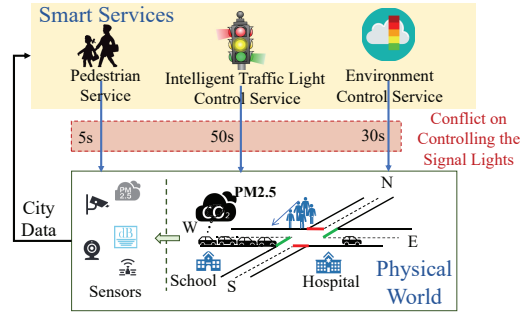 Smart Services
Pedestrian
Service
Intelligent Traffic Light
Control Service
Environment
Control Service
5s
50s
30s
Conflict on
Controlling the
Signal Lights
City
Data
PM
2.5
dB
Sensors
PM2.5
CO2
N
W
E
S
School
Hospital
Physical
World